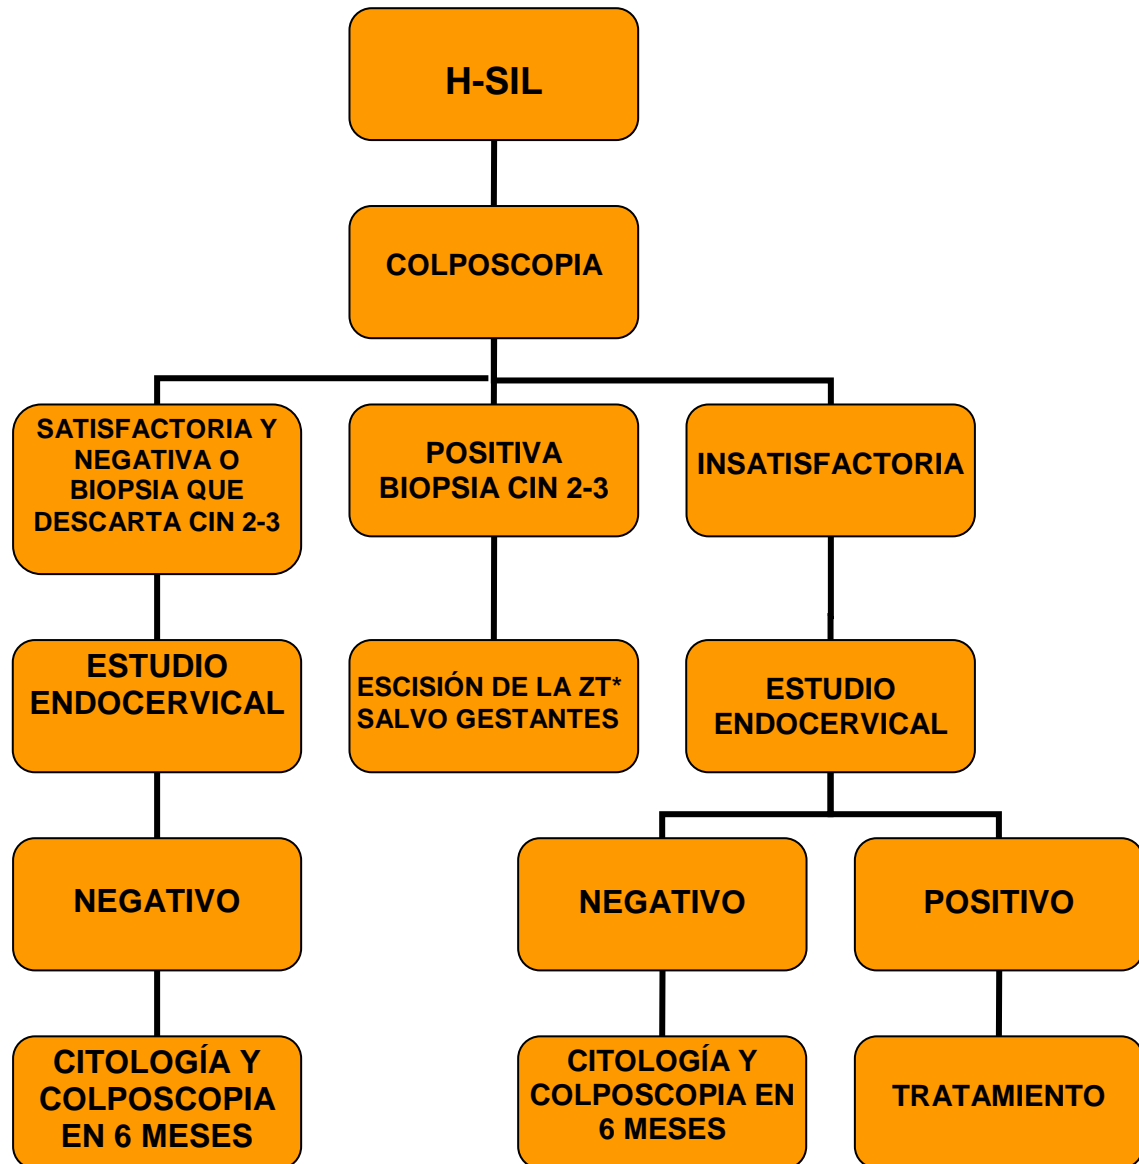 H-SIL
COLPOSCOPIA
SATISFACTORIA Y
NEGATIVA O
BIOPSIA QUE
DESCARTA CIN 2-3
POSITIVA
BIOPSIA CIN 2-3
INSATISFACTORIA
ESTUDIO
ENDOCERVICAL
ESCISIÓN DE LA ZT*
SALVO GESTANTES
ESTUDIO
ENDOCERVICAL
NEGATIVO
NEGATIVO
POSITIVO
CITOLOGÍA Y
COLPOSCOPIA
EN 6 MESES
CITOLOGÍA Y
COLPOSCOPIA EN
6 MESES
TRATAMIENTO